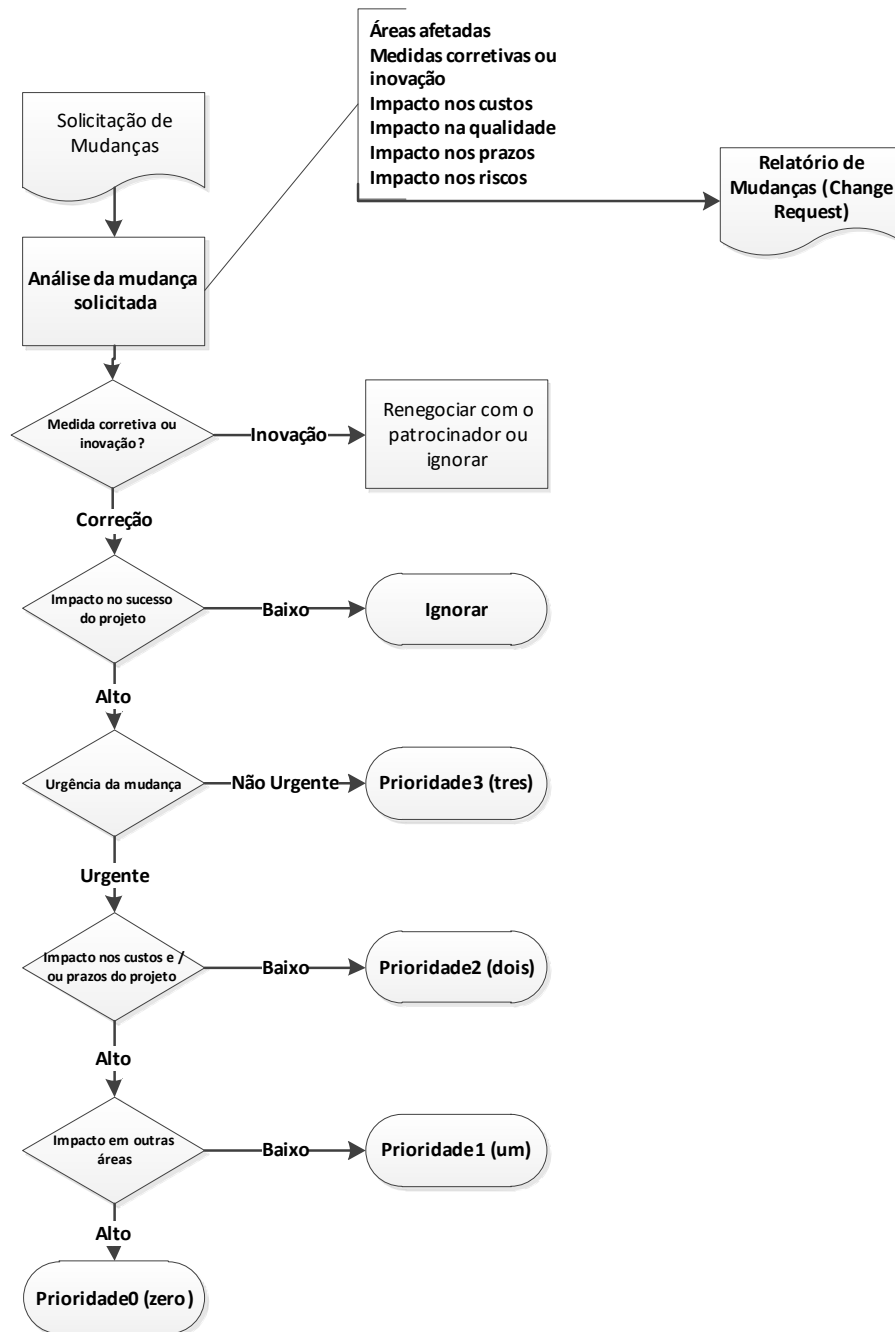 Áreas afetadas
Medidas corretivas ou
inovação
Impacto nos custos
Impacto na qualidade
Impacto nos prazos
Impacto nos riscos
Solicitação de
Mudanças
Relatório de
Mudanças (Change
Request)
Análise da mudança
solicitada
Medida corretiva ou
inovação?
Inovação
Renegociar com o
patrocinador ou
ignorar
Correção
Impacto no sucesso
do projeto
Baixo
Ignorar
Alto
Urgência da mudança
Não Urgente
Prioridade3 (tres)
Urgente
Impacto nos custos e /
ou prazos do projeto
Baixo
Prioridade2 (dois)
Alto
Impacto em outras
áreas
Baixo
Prioridade1 (um)
Alto
Prioridade0 (zero)